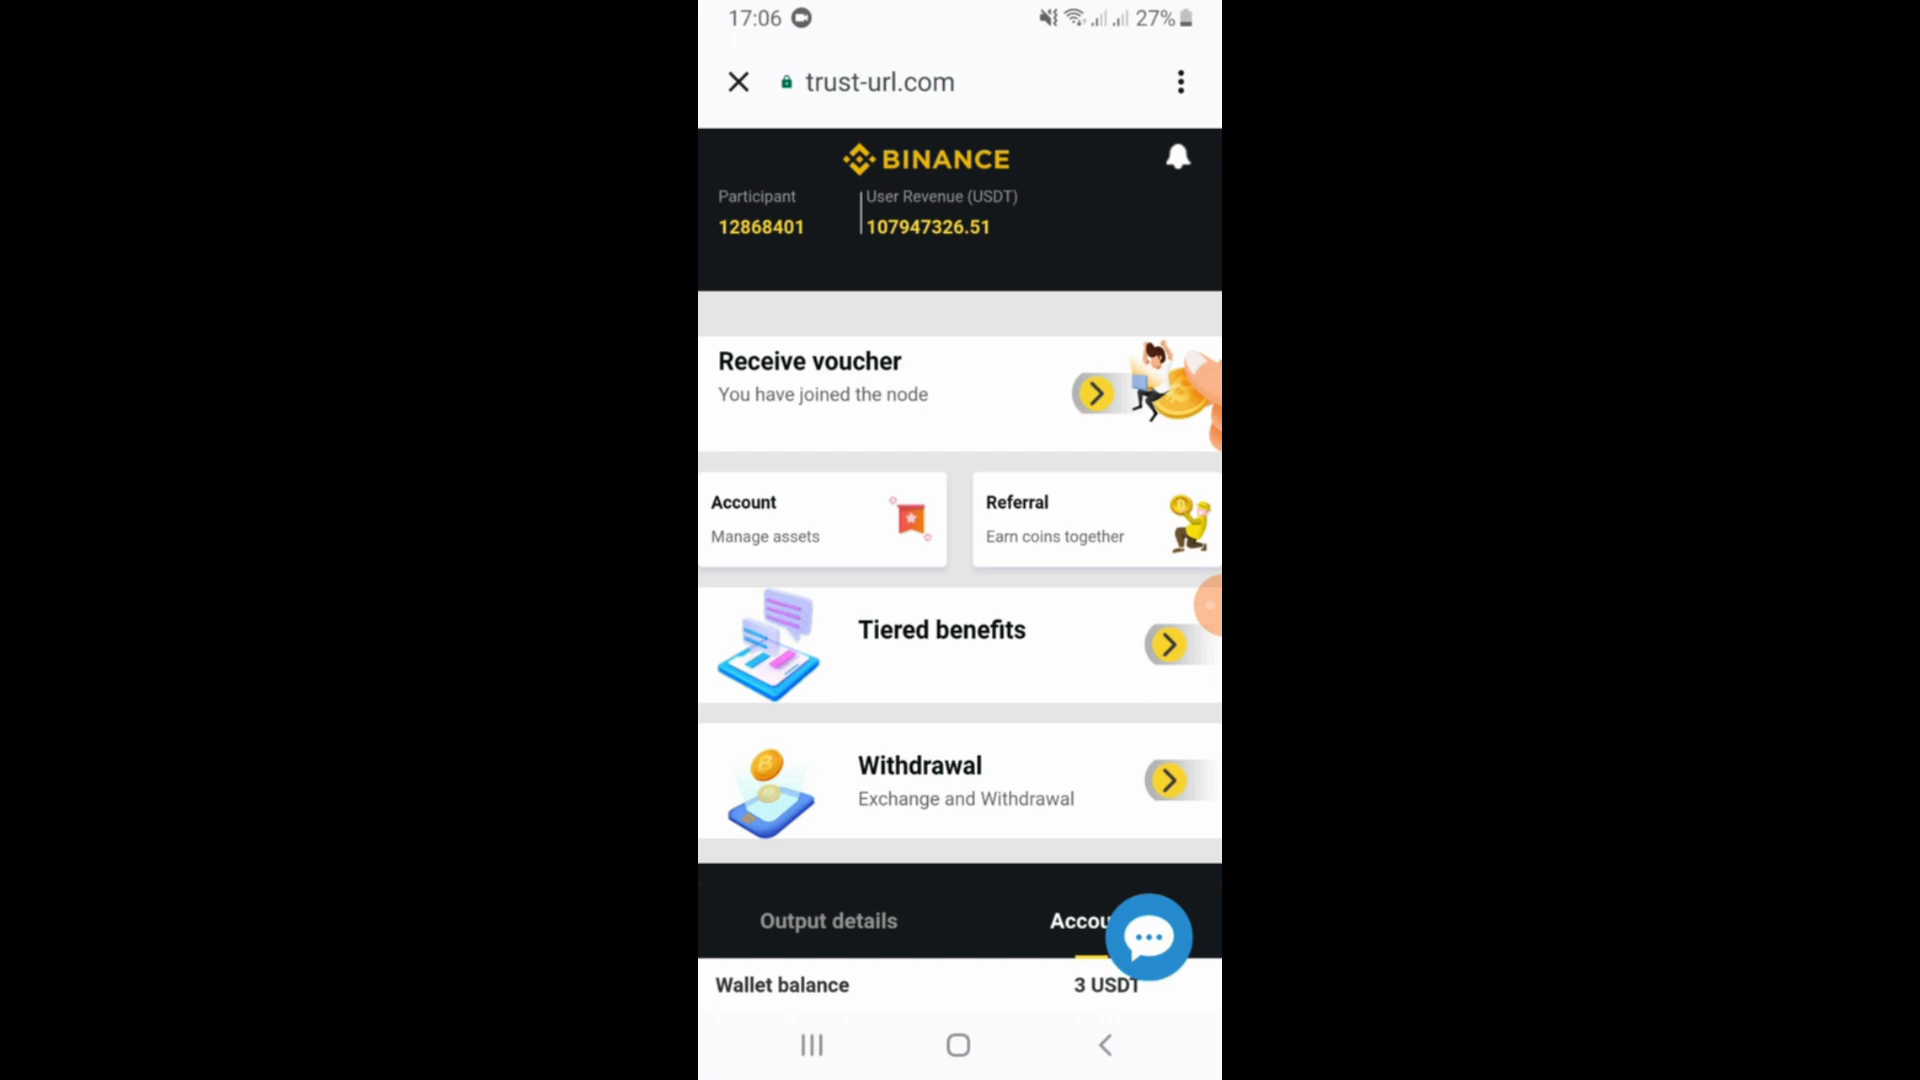 17:06 27%
trust-url.com
BINANCE
Participant User Revenue (USDT)
12868401 107947326.51
Receive voucher
You have joined the node
Account
Manage assets
Referral
Earn coins together
Tiered benefits
Withdrawal
Exchange and Withdrawal
Output details Accou
Wallet balance 3 USDT